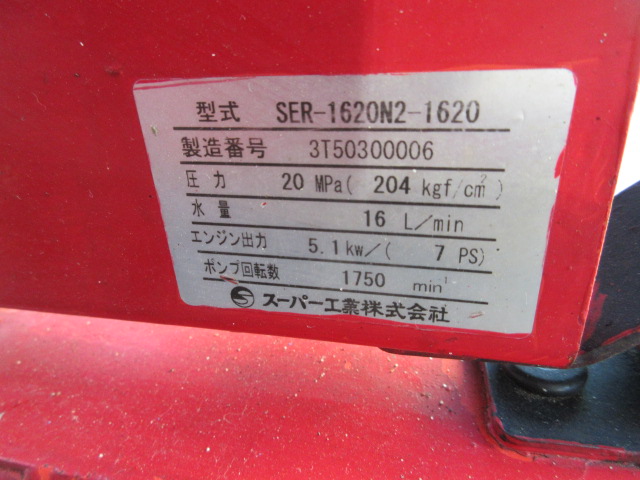 型式 SER-1620N2-1620
製造番号 3T50300006
圧力 20 MPa( 204 kgf/cm²)
水量 16 L/min
エンジン出力 5.1kw/( 7 PS)
ポンプ回転数 1750 min⁻¹
スーパー工業株式会社